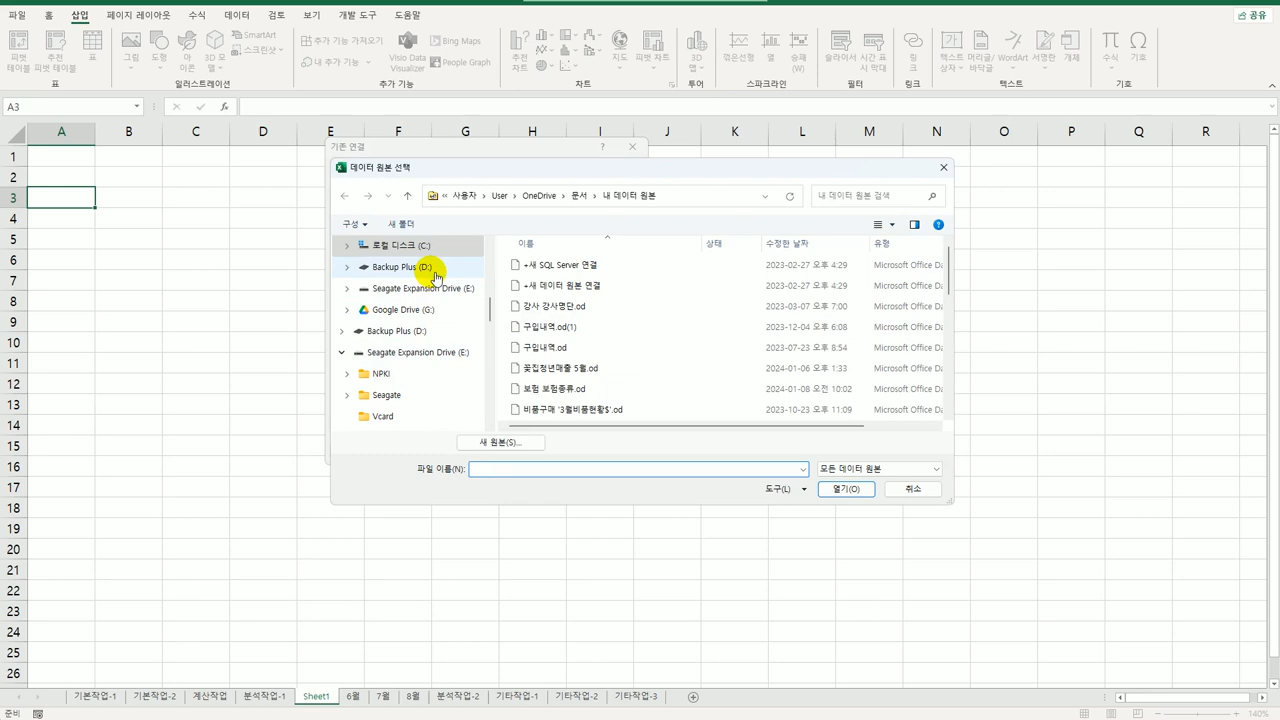 파일 홈 삽입 페이지 레이아웃 수식 데이터 검토 보기 개발 도구 도움말 공유
SmartArt
스크린샷
추가 기능 가져오기
내 추가 기능
Bing Maps
People Graph
피벗 테이블
추천 피벗 테이블
표
그림
도형
아이콘
3D 모델
Visio Data Visualizer
추천 차트
지도
피벗 차트
3D 맵
꺾은선형
열
승패 (W)
슬라이서
시간 표시 막대
링크
텍스트 상자
머리글/바닥글
WordArt
서명란
개체
수식
기호
표 일러스트레이션 추가 기능 차트 투어 스파크라인 필터 링크 텍스트 기호
A3
fx
A B C D E F G H I J K L M N O P Q R
1
2
3
4
5
6
7
8
9
10
11
12
13
14
15
16
17
18
19
20
21
22
23
24
25
26
기존 연결
데이터 원본 선택
사용자 > User > OneDrive > 문서 > 내 데이터 원본
내 데이터 원본 검색
구성 새 폴더
로컬 디스크 (C:)
Backup Plus (D:)
Seagate Expansion Drive (E:)
Google Drive (G:)
Backup Plus (D:)
Seagate Expansion Drive (E:)
NPKI
Seagate
Vcard
이름 상태 수정한 날짜 유형
+새 SQL Server 연결 2023-02-27 오후 4:29 Microsoft Office Da
+새 데이터 원본 연결 2023-02-27 오후 4:29 Microsoft Office Da
강사 강사명단.od 2023-03-07 오후 7:00 Microsoft Office Da
구입내역.od(1) 2023-12-04 오후 6:08 Microsoft Office Da
구입내역.od 2023-07-23 오후 8:54 Microsoft Office Da
꽃집청년매출 5월.od 2024-01-06 오후 1:33 Microsoft Office Da
보험 보험종류.od 2024-01-08 오전 10:02 Microsoft Office Da
비품구매 '3월비품현황$'.od 2023-10-23 오후 11:09 Microsoft Office Da
새 원본(S)...
파일 이름(N): 모든 데이터 원본
도구(L) 열기(O) 취소
기본작업-1 기본작업-2 계산작업 분석작업-1 Sheet1 6월 7월 8월 분석작업-2 기타작업-1 기타작업-2 기타작업-3
준비 140%